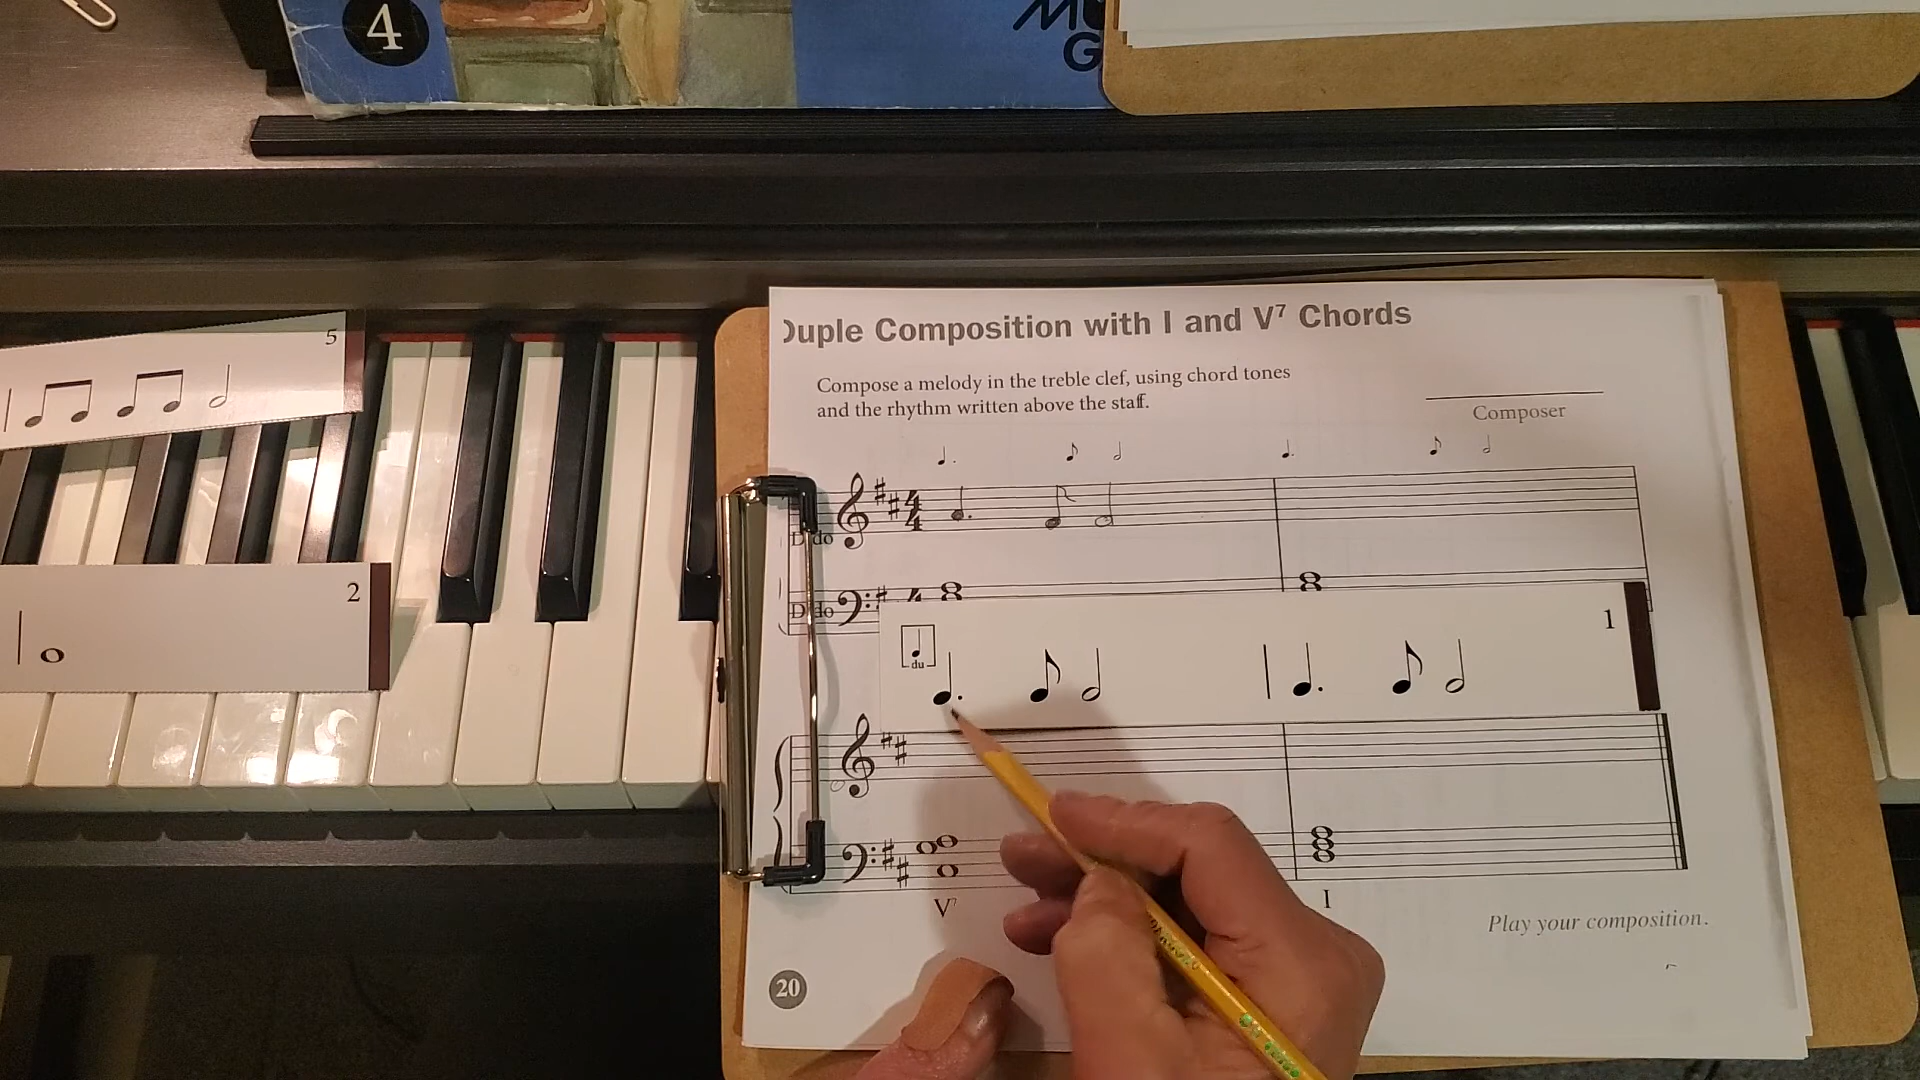 4
5
Duple Composition with I and V⁷ Chords
Compose a melody in the treble clef, using chord tones
and the rhythm written above the staff.
Composer
D do
D do
2
1
du
V⁷
I
Play your composition.
20